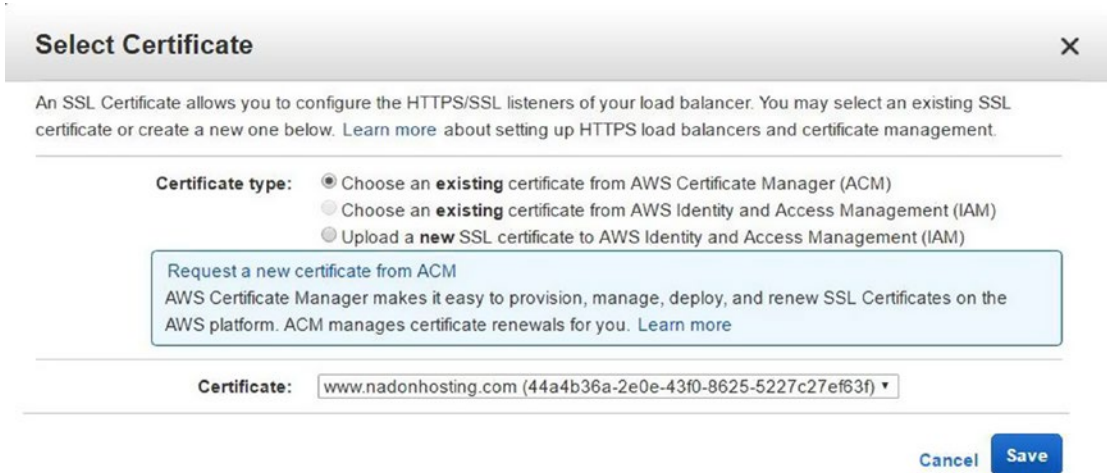 Select Certificate
An SSL Certificate allows you to configure the HTTPS/SSL listeners of your load balancer. You may select an existing SSL
certificate or create a new one below. Learn more about setting up HTTPS load balancers and certificate management.
Certificate type: Choose an existing certificate from AWS Certificate Manager (ACM)
Choose an existing certificate from AWS Identity and Access Management (IAM)
Upload a new SSL certificate to AWS Identity and Access Management (IAM)
Request a new certificate from ACM
AWS Certificate Manager makes it easy to provision, manage, deploy, and renew SSL Certificates on the
AWS platform. ACM manages certificate renewals for you. Learn more
Certificate: www.nadonhosting.com (44a4b36a-2e0e-43f0-8625-5227c27ef63f)
Cancel Save